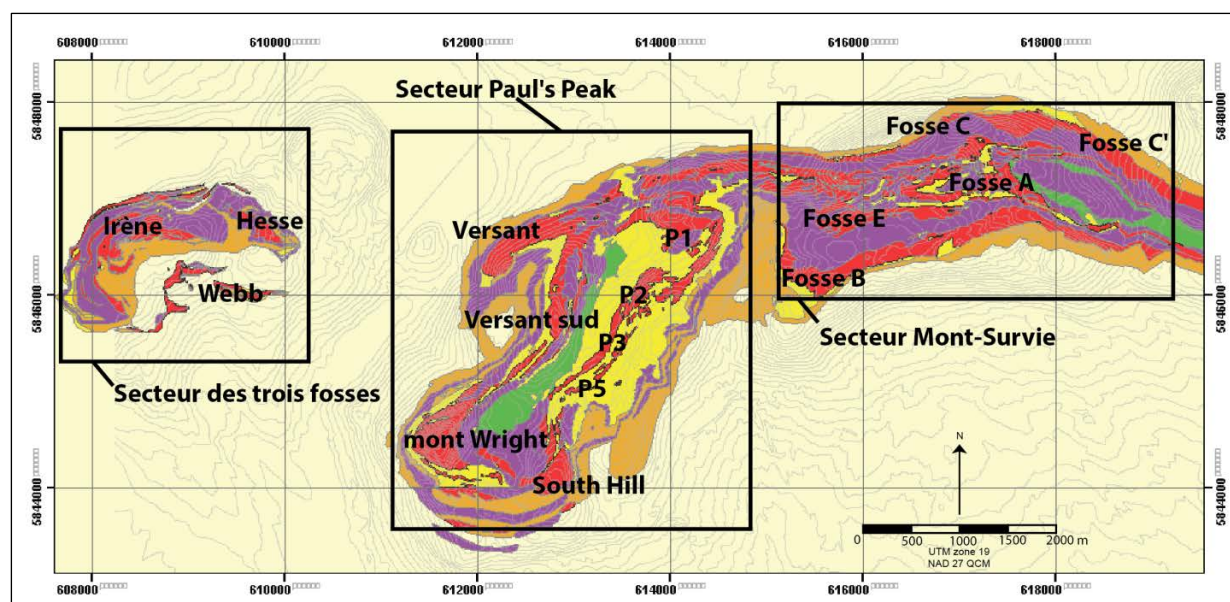 608000 610000 612000 614000 616000 618000
Secteur Paul's Peak
5848000 5848000
Fosse C
Fosse C'
Fosse A
Irène Hesse
Versant P1 Fosse E
Webb P2 Fosse B
5846000 5846000
Versant sud
P3
Secteur Mont-Survie
P5
Secteur des trois fosses
mont Wright
South Hill
N
5844000 5844000
0 500 1000 1500 2000 m
UTM zone 19
NAD 27 QCM
608000 610000 612000 614000 616000 618000